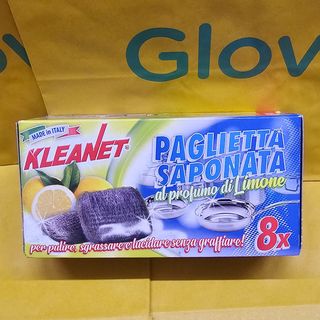 Glov
MADE in ITALY
KLEANET
PAGLIETTA
SAPONATA
al profumo di Limone
per pulire, sgrassare e lucidare senza graffiare!
8x